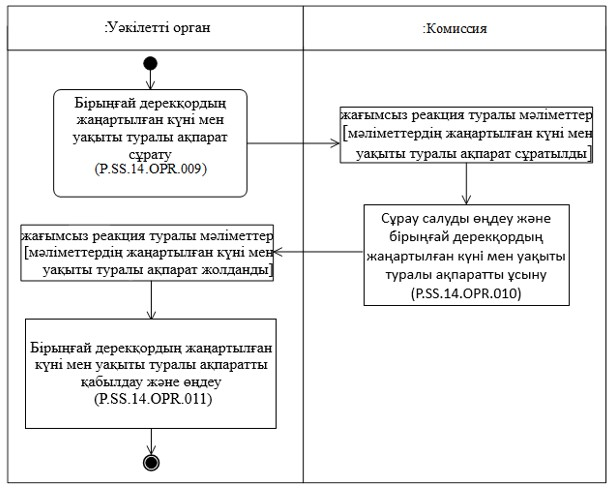 :Уәкілетті орган
:Комиссия
Бірыңғай дерекқордың
жаңартылған күні мен
уақыты туралы ақпарат
сұрату
(P.SS.14.OPR.009)
жағымсыз реакция туралы мәліметтер
[мәліметтердің жаңартылған күні мен
уақыты туралы ақпарат сұратылды]
Сұрау салуды өңдеу және
бірыңғай дерекқордың
жаңартылған күні мен уақыты
туралы ақпаратты ұсыну
(P.SS.14.OPR.010)
жағымсыз реакция туралы мәліметтер
[мәліметтердің жаңартылған күні мен
уақыты туралы ақпарат жолданды]
Бірыңғай дерекқордың жаңартылған
күні мен уақыты туралы ақпаратты
қабылдау және өңдеу
(P.SS.14.OPR.011)